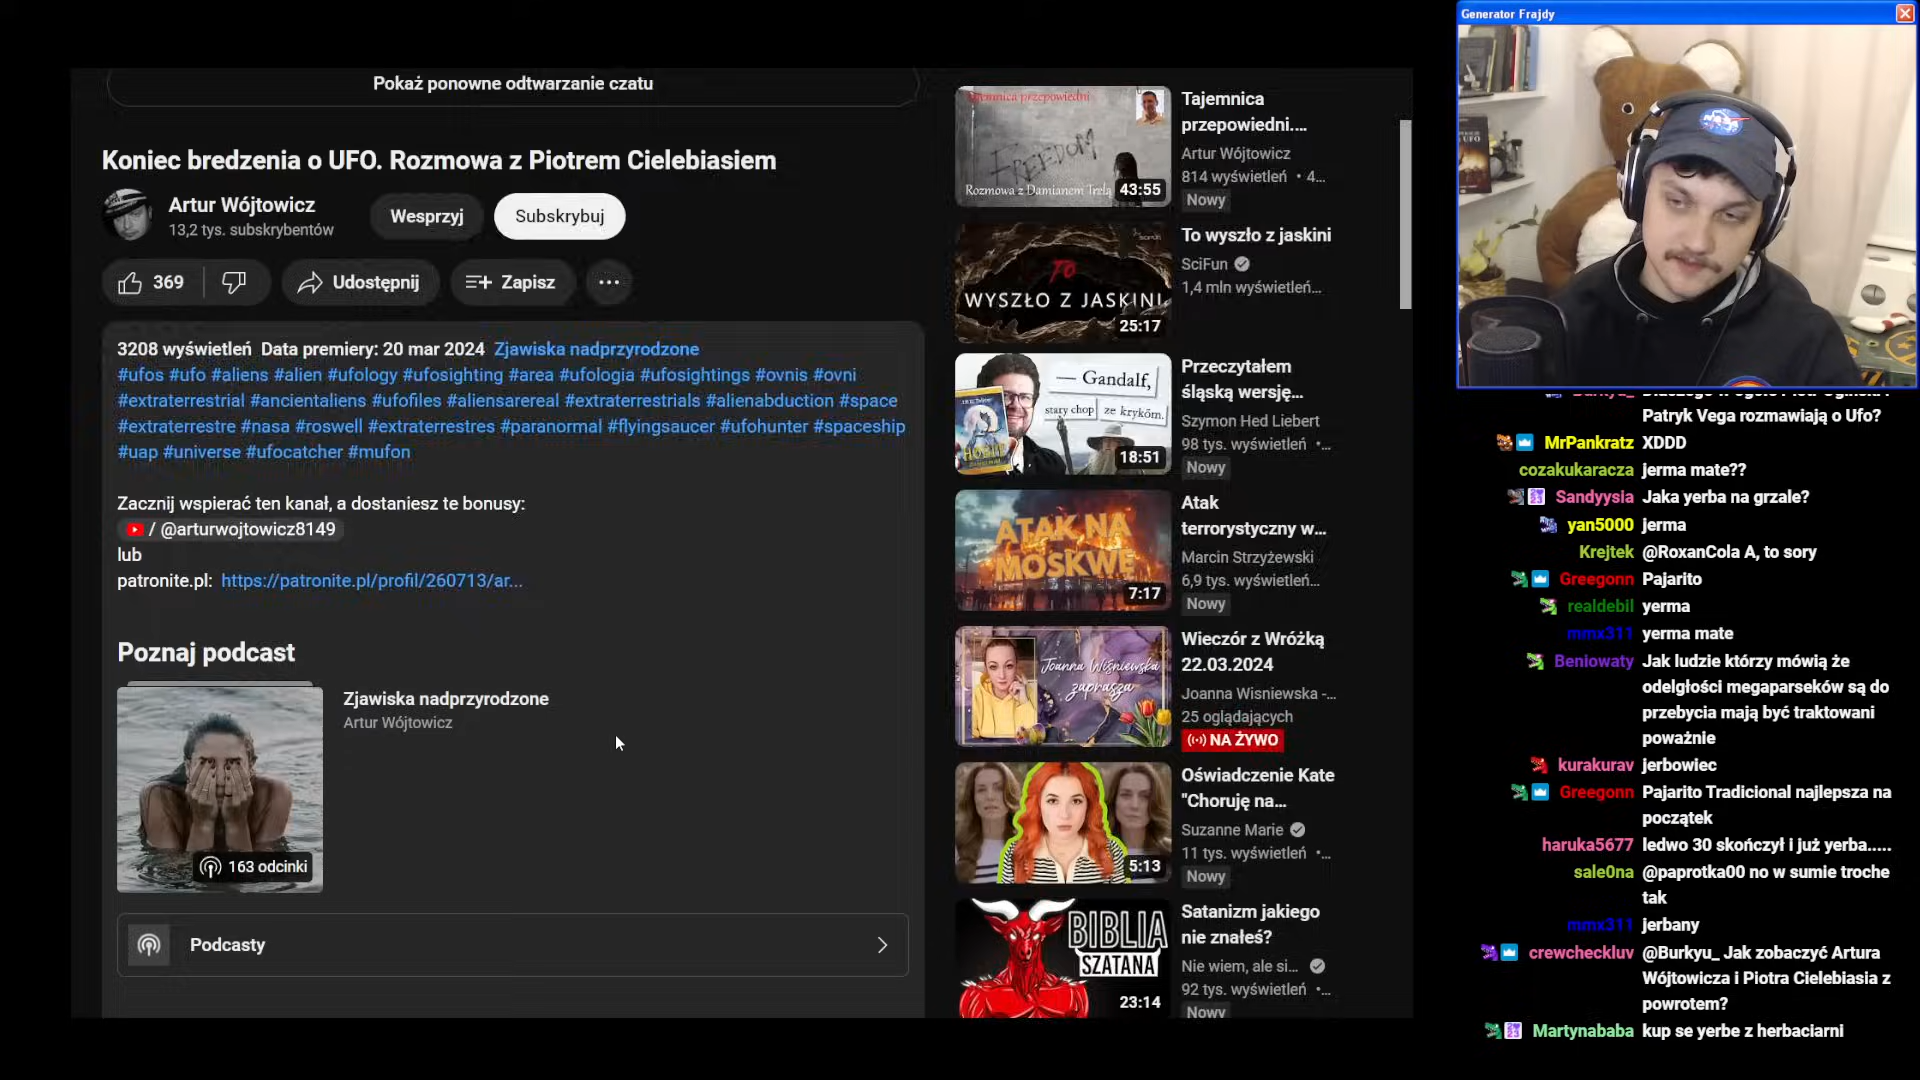 Pokaż ponowne odtwarzanie czatu
Koniec bredzenia o UFO. Rozmowa z Piotrem Cielebiasiem
Artur Wójtowicz
13,2 tys. subskrybentów
Wesprzyj
Subskrybuj
369
Udostępnij
Zapisz
3208 wyświetleń Data premiery: 20 mar 2024 Zjawiska nadprzyrodzone
#ufos #ufo #aliens #alien #ufology #ufosighting #area #ufologia #ufosightings #ovnis #ovni
#extraterrestrial #ancientaliens #ufofiles #aliensarereal #extraterrestrials #alienabduction #space
#extraterrestre #nasa #roswell #extraterrestres #paranormal #flyingsaucer #ufohunter #spaceship
#uap #universe #ufocatcher #mufon
Zacznij wspierać ten kanał, a dostaniesz te bonusy:
/ @arturwojtowicz8149
lub
patronite.pl: https://patronite.pl/profil/260713/ar...
Poznaj podcast
Zjawiska nadprzyrodzone
Artur Wójtowicz
163 odcinki
Podcasty
Tajemnica przepowiedni
FREEDOM
Rozmowa z Damianem Trelą
43:55
Tajemnica
przepowiedni....
Artur Wójtowicz
814 wyświetleń • 4...
Nowy
TO
WYSZŁO Z JASKINI
25:17
To wyszło z jaskini
SciFun
1,4 mln wyświetleń...
— Gandalf,
stary chop ze krykōm.
18:51
Przeczytałem
śląską wersję...
Szymon Hed Liebert
98 tys. wyświetleń •...
Nowy
ATAK NA
MOSKWĘ
7:17
Atak
terrorystyczny w...
Marcin Strzyżewski
6,9 tys. wyświetleń...
Nowy
Joanna Wiśniewska
zaprasza
Wieczór z Wróżką
22.03.2024
Joanna Wisniewska -...
25 oglądających
NA ŻYWO
5:13
Oświadczenie Kate
"Choruję na...
Suzanne Marie
11 tys. wyświetleń •...
Nowy
BIBLIA
SZATANA
23:14
Satanizm jakiego
nie znałeś?
Nie wiem, ale si...
92 tys. wyświetleń •...
Nowy
Generator Frajdy
NASA
Patryk Vega rozmawiają o Ufo?
MrPankratz XDDD
cozakukaracza jerma mate??
Sandyysia Jaka yerba na grzale?
yan5000 jerma
Krejtek @RoxanCola A, to sory
Greegonn Pajarito
realdebil yerma
mmx311 yerma mate
Beniowaty Jak ludzie którzy mówią że
odelgłości megaparseków są do
przebycia mają być traktowani
poważnie
kurakurav jerbowiec
Greegonn Pajarito Tradicional najlepsza na
początek
haruka5677 ledwo 30 skończył i już yerba.....
sale0na @paprotka00 no w sumie troche
tak
mmx311 jerbany
crewcheckluv @Burkyu_ Jak zobaczyć Artura
Wójtowicza i Piotra Cielebiasia z
powrotem?
Martynababa kup se yerbe z herbaciarni